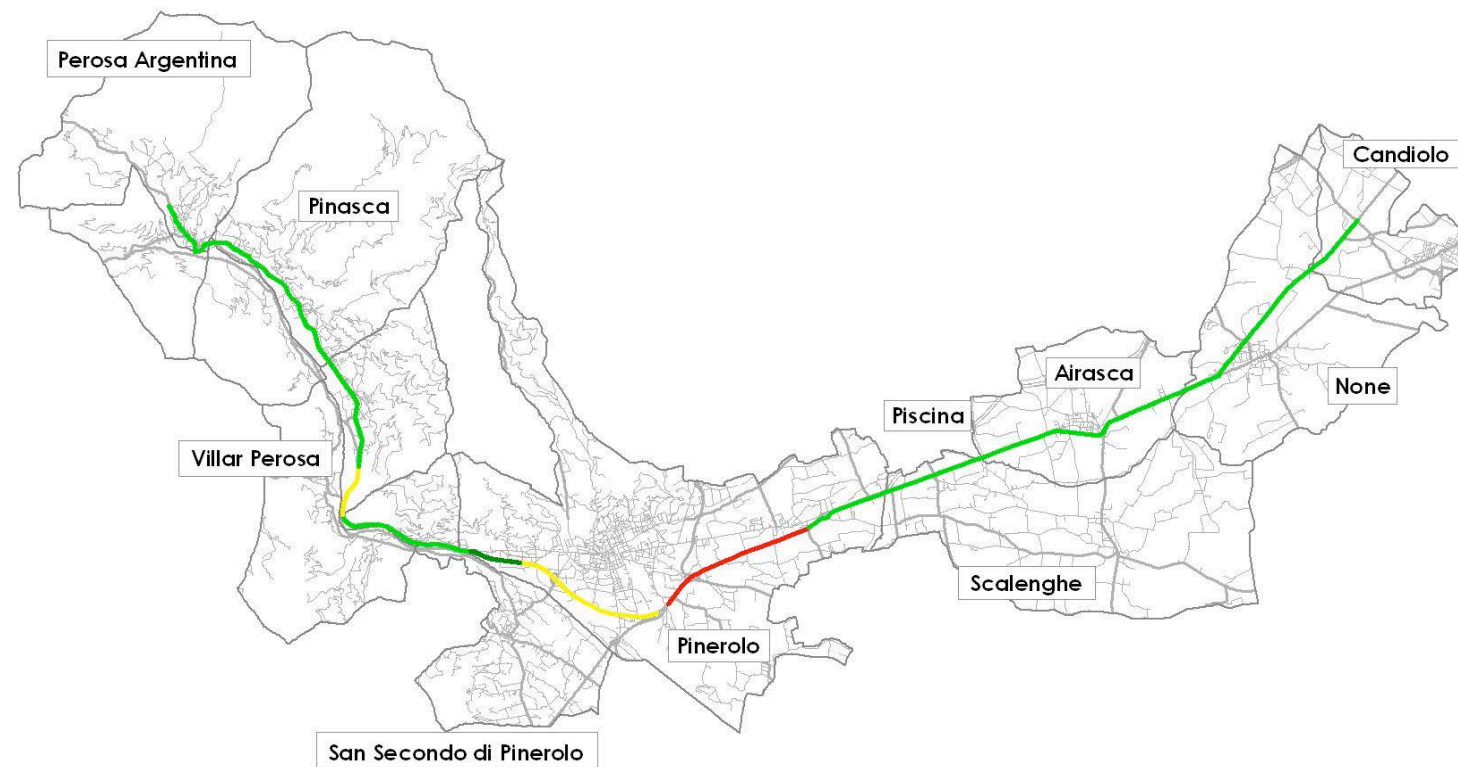 Perosa Argentina
Candiolo
Pinasca
Airasca
None
Piscina
Villar Perosa
Scalenghe
Pinerolo
San Secondo di Pinerolo